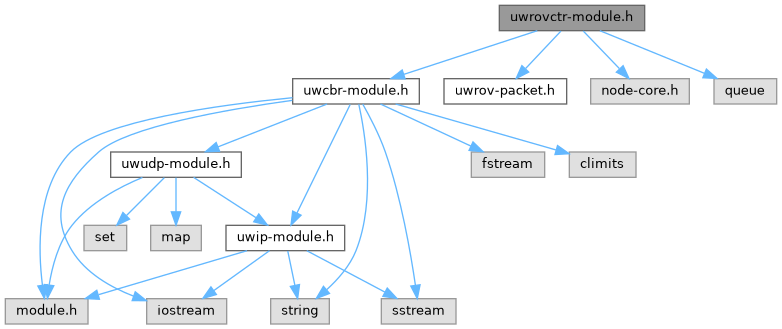 uwrovctr-module.h
uwcbr-module.h
uwrov-packet.h
node-core.h
queue
uwudp-module.h
fstream
climits
set
map
uwip-module.h
module.h
iostream
string
sstream